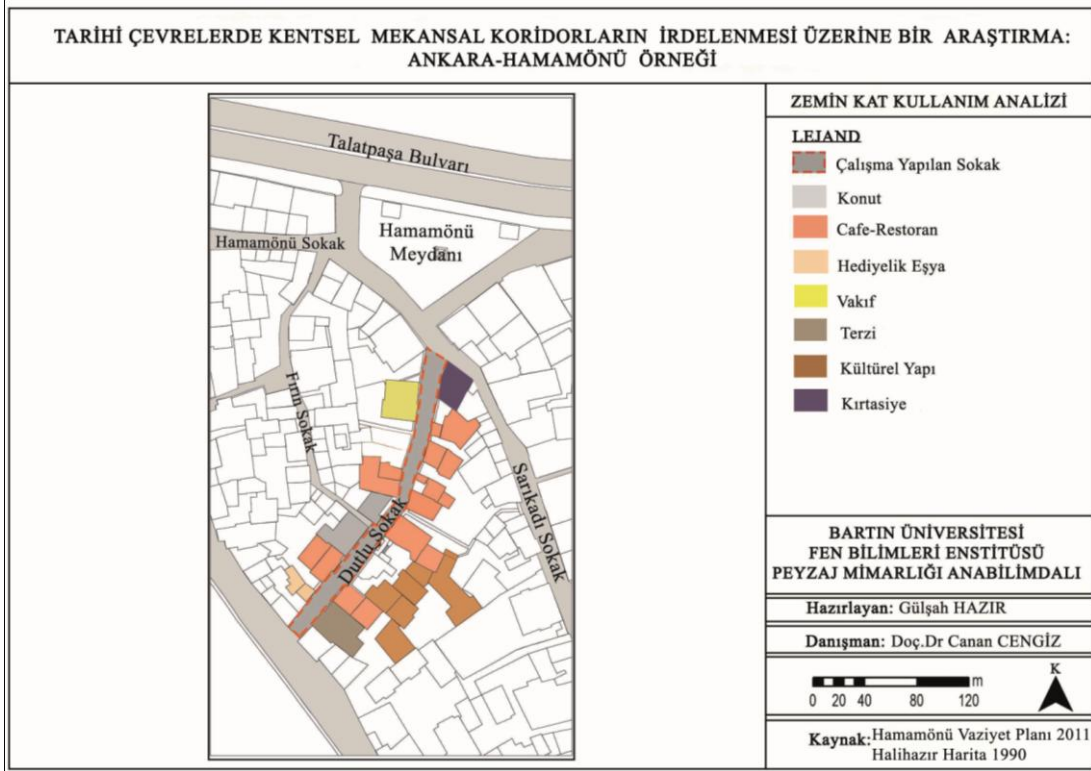 TARİHİ ÇEVRELERDE KENTSEL MEKANSAL KORİDORLARIN İRDELENMESİ ÜZERİNE BİR ARAŞTIRMA:
ANKARA-HAMAMÖNÜ ÖRNEĞİ
Talatpaşa Bulvarı
Hamamönü
Meydanı
Hamamönü Sokak
Fırın Sokak
Sarıkadı Sokak
Dutlu Sokak
ZEMİN KAT KULLANIM ANALİZİ
LEJAND
Çalışma Yapılan Sokak
Konut
Cafe-Restoran
Hediyelik Eşya
Vakıf
Terzi
Kültürel Yapı
Kırtasiye
BARTIN ÜNİVERSİTESİ
FEN BİLİMLERİ ENSTİTÜSÜ
PEYZAJ MİMARLIĞI ANABİLİMDALI
Hazırlayan: Gülşah HAZIR
Danışman: Doç.Dr Canan CENGİZ
m
0 20 40 80 120
K
Kaynak: Hamamönü Vaziyet Planı 2011
Halihazır Harita 1990